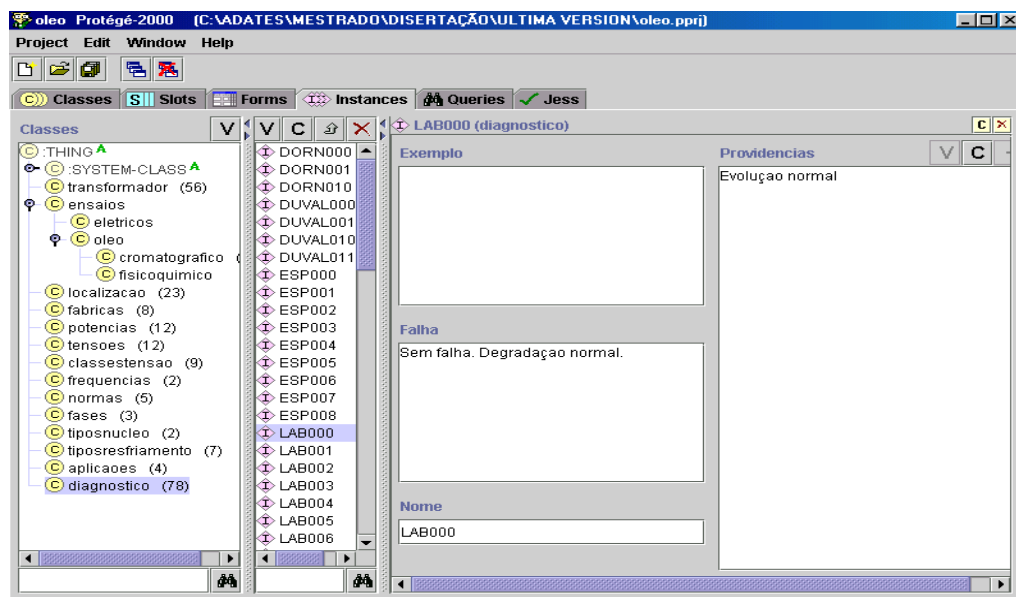 oleo Protégé-2000 (C:\ADATES\MESTRADO\DISERTAÇÃO\ULTIMA VERSION\oleo.pprj)
Project Edit Window Help
Classes Slots Forms Instances Queries Jess
Classes
V
:THING A
:SYSTEM-CLASS A
transformador (56)
ensaios
eletricos
oleo
cromatografico (
fisicoquimico
localizacao (23)
fabricas (8)
potencias (12)
tensoes (12)
classestensao (9)
frequencias (2)
normas (5)
fases (3)
tiposnucleo (2)
tiposresfriamento (7)
aplicaoes (4)
diagnostico (78)
V C
DORN000
DORN001
DORN010
DUVAL000
DUVAL001
DUVAL010
DUVAL011
ESP000
ESP001
ESP002
ESP003
ESP004
ESP005
ESP006
ESP007
ESP008
LAB000
LAB001
LAB002
LAB003
LAB004
LAB005
LAB006
LAB000 (diagnostico)
C
Exemplo
Falha
Sem falha. Degradaçao normal.
Nome
LAB000
Providencias
V C
Evoluçao normal